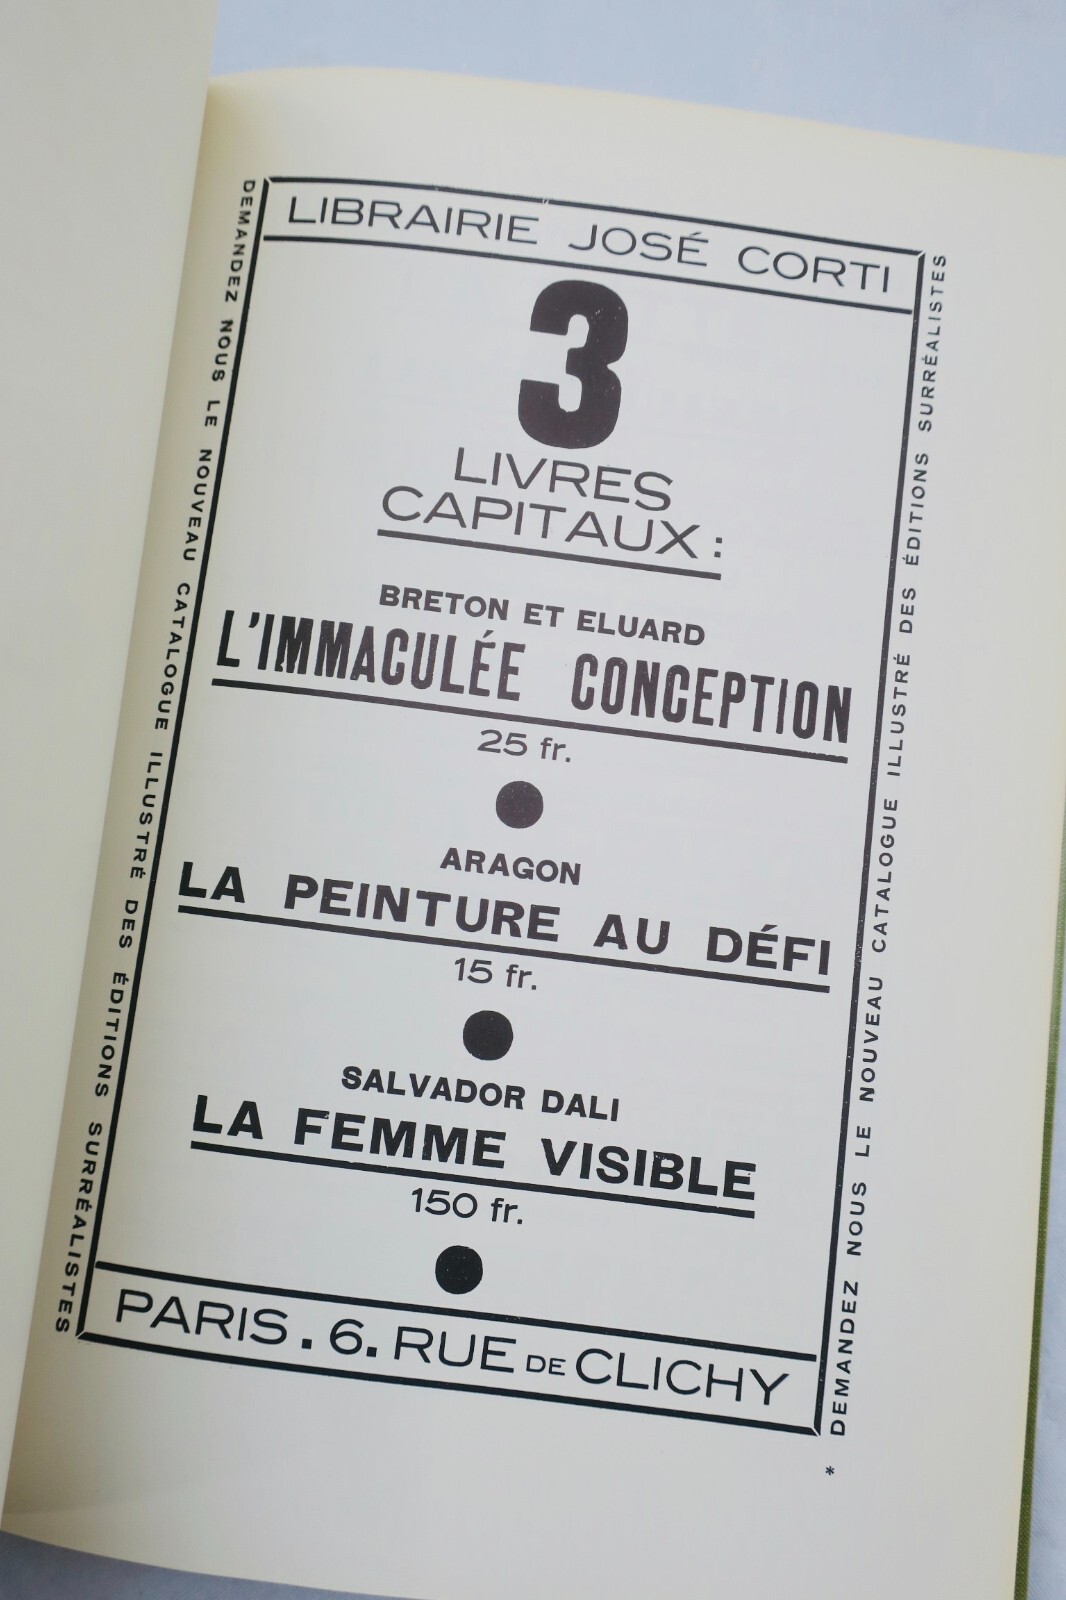 LIBRAIRIE JOSÉ CORTI
3
LIVRES
CAPITAUX :
BRETON ET ELUARD
L'IMMACULÉE CONCEPTION
25 fr.
ARAGON
LA PEINTURE AU DÉFI
15 fr.
SALVADOR DALI
LA FEMME VISIBLE
150 fr.
PARIS. 6. RUE DE CLICHY
DEMANDEZ NOUS LE NOUVEAU CATALOGUE ILLUSTRÉ DES ÉDITIONS SURRÉALISTES
DEMANDEZ NOUS LE NOUVEAU CATALOGUE ILLUSTRÉ DES ÉDITIONS SURRÉALISTES
*